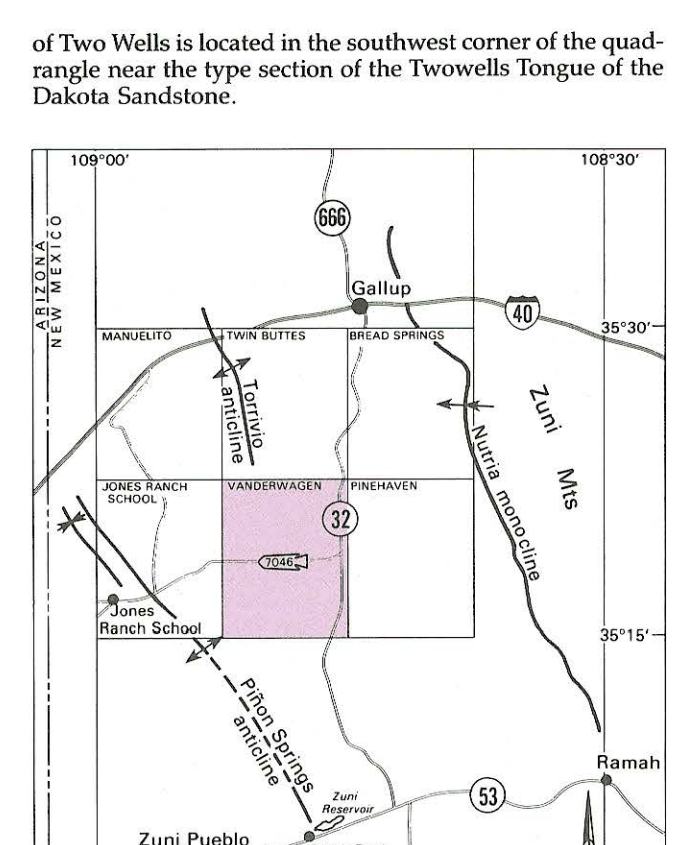 of Two Wells is located in the southwest corner of the quad-
rangle near the type section of the Twowells Tongue of the
Dakota Sandstone.
109°00′
108°30′
666
ARIZONA
NEW MEXICO
Gallup
40
35°30′
MANUELITO
TWIN BUTTES
BREAD SPRINGS
Torrivio
anticline
Zuni Mts
Nutria monocline
JONES RANCH
SCHOOL
VANDERWAGEN
PINEHAVEN
32
7046
Jones
Ranch School
35°15′
Piñon Springs
anticline
Ramah
Zuni
Reservoir
53
Zuni Pueblo